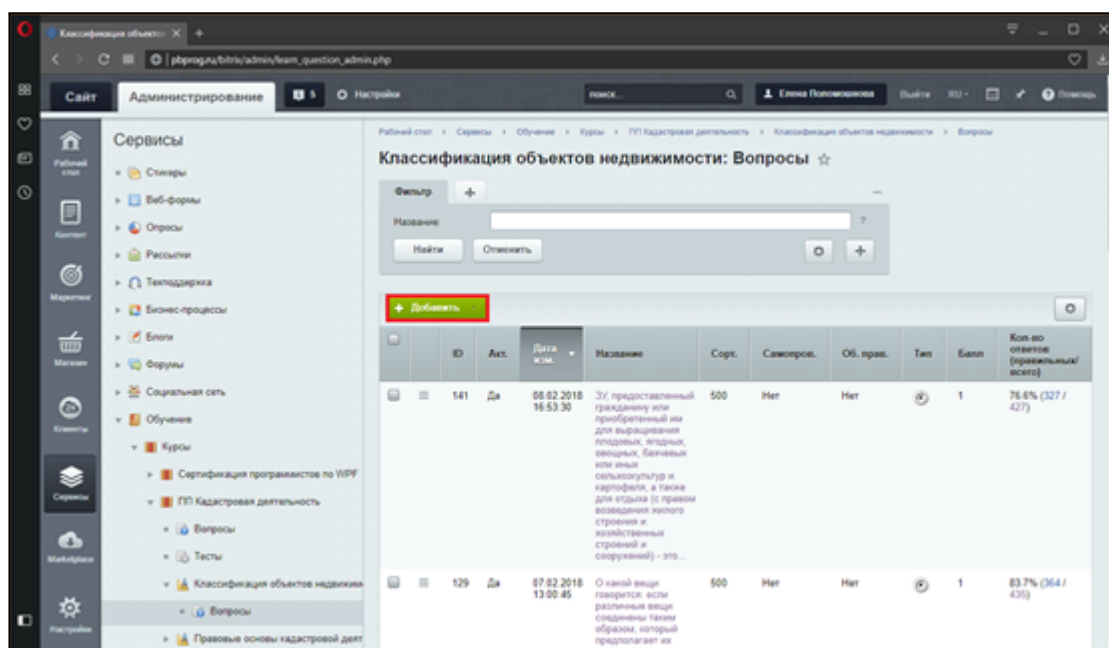 Классификация объектов
pbprog.ru/bitrix/admin/learn_question_admin.php
Сайт
Администрирование
5
Настройки
поиск...
Выйти
RU
Помощь
Рабочий стол
Контент
Маркетинг
Магазин
Клиенты
Сервисы
Marketplace
Настройки
Сервисы
Стикеры
Веб-формы
Опросы
Рассылки
Техподдержка
Бизнес-процессы
Блоги
Форумы
Социальная сеть
Обучение
Курсы
Сертификация программистов по WPF
ПП Кадастровая деятельность
Вопросы
Тесты
Классификация объектов недвижим
Вопросы
Правовые основы кадастровой деят
Рабочий стол Сервисы Обучение Курсы ПП Кадастровая деятельность Классификация объектов недвижимости Вопросы
Классификация объектов недвижимости: Вопросы
Фильтр +
Название:
?
Найти Отменить
+ Добавить
ID Акт. Дата изм. Название Сорт. Самопров. Об. прав. Тип Балл Кол-во
ответов
(правильных/
всего)
141 Да 08.02.2018 ЗУ, предоставленный 500 Нет Нет 1 76.6% (327 /
16:53:30 гражданину или 427)
приобретенный им
для выращивания
плодовых, ягодных,
овощных, бахчевых
или иных
сельхозкультур и
картофеля, а также
для отдыха (с правом
возведения жилого
строения и
хозяйственных
строений и
сооружений) - это...
129 Да 07.02.2018 О какой вещи 500 Нет Нет 1 83.7% (364 /
13:00:45 говорится: если 435)
различные вещи
соединены таким
образом, который
предполагает их